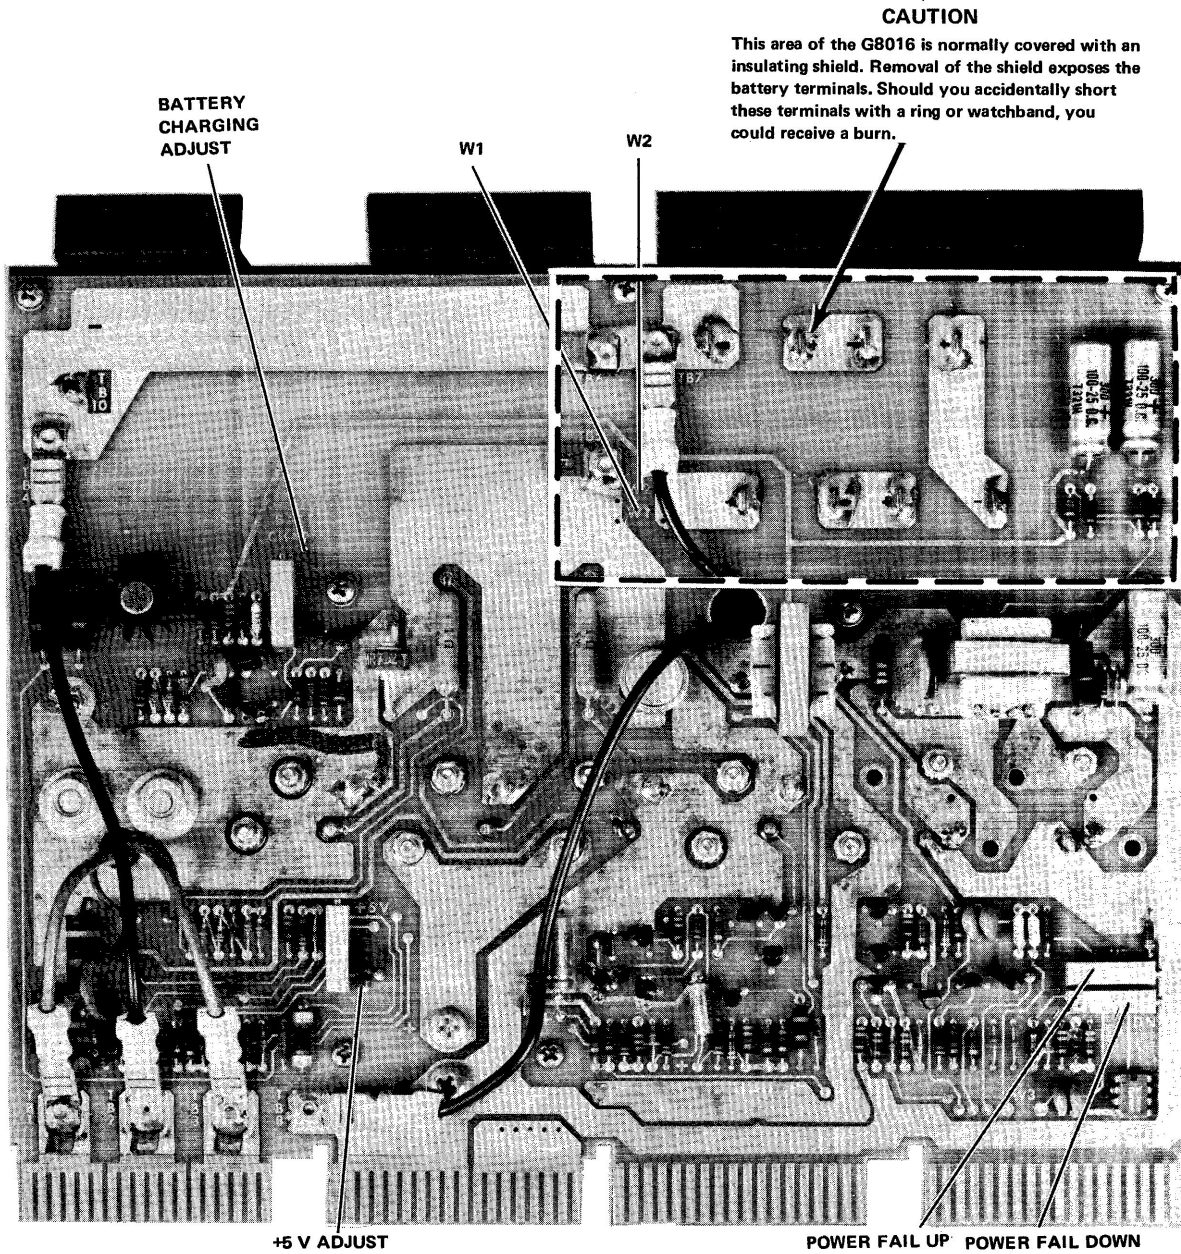 CAUTION
This area of the G8016 is normally covered with an
insulating shield. Removal of the shield exposes the
battery terminals. Should you accidentally short
these terminals with a ring or watchband, you
could receive a burn.
BATTERY
CHARGING
ADJUST
W1
W2
TB7
T
B
10
+5V
+5 V ADJUST
POWER FAIL UP
POWER FAIL DOWN